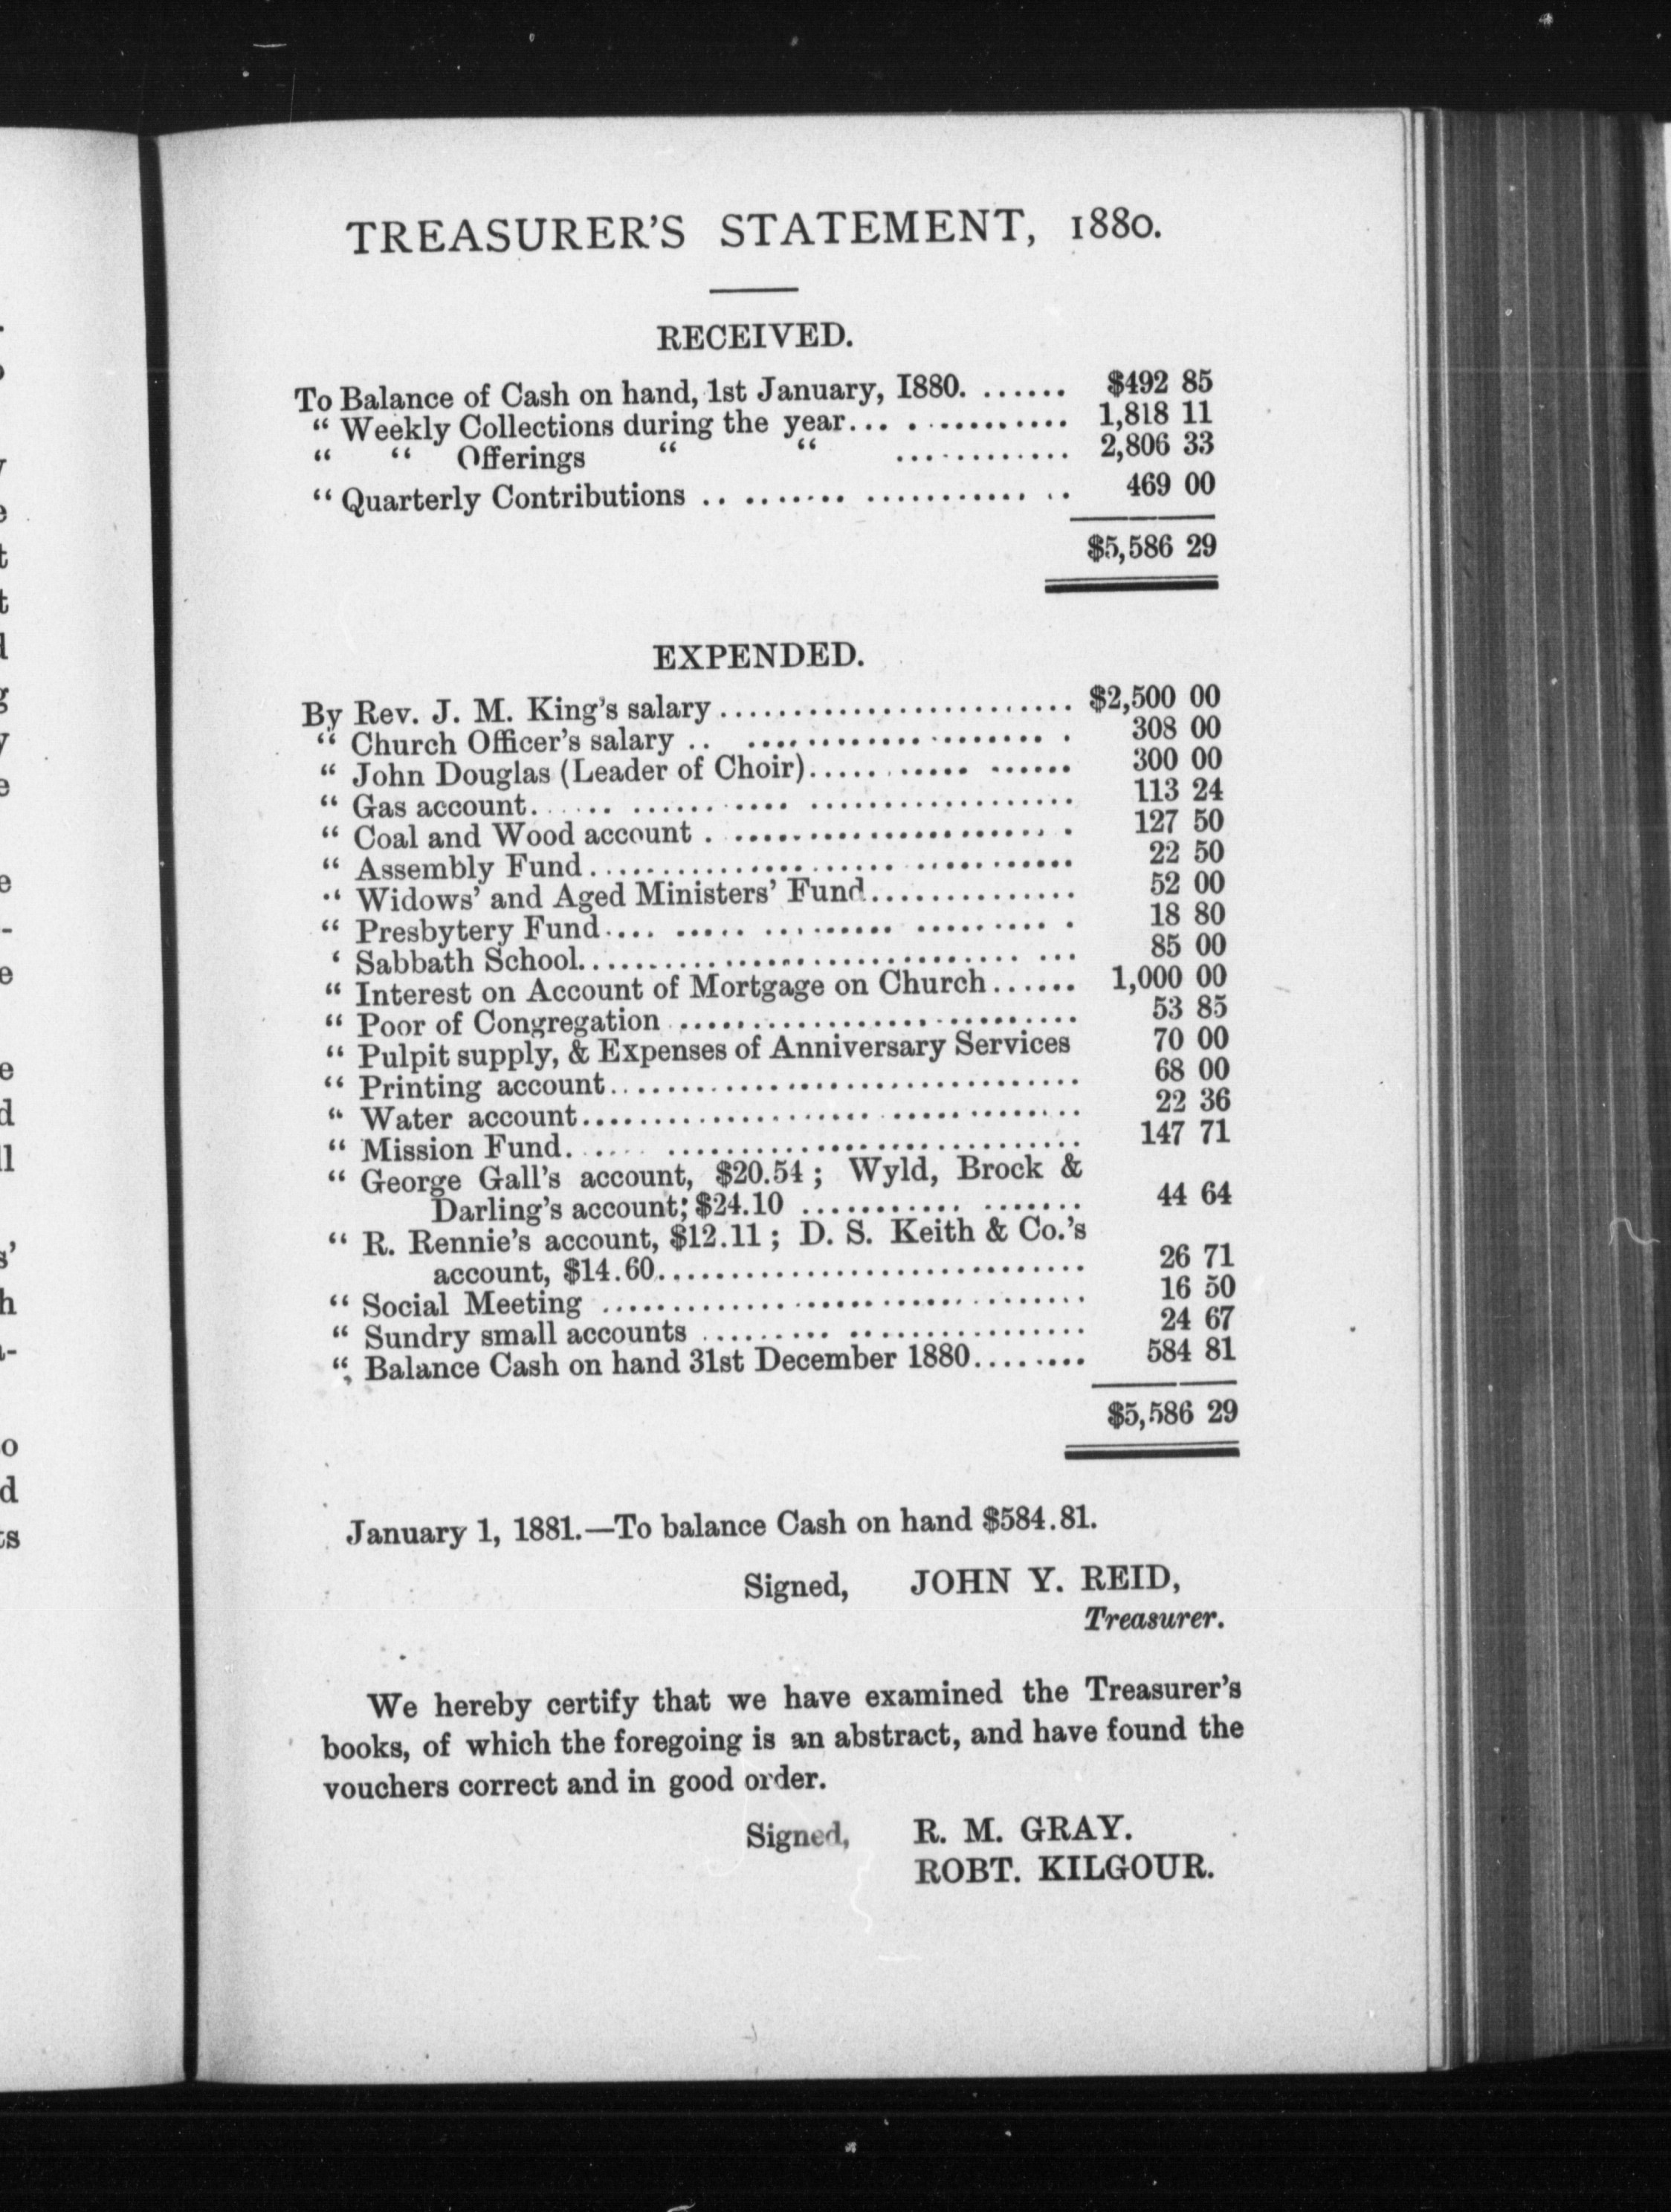 TREASURER'S STATEMENT, 1880.
RECEIVED.
To Balance of Cash on hand, 1st January, 1880. ...... $492 85
“ Weekly Collections during the year... . .......... 1,818 11
“ “ Offerings “ “ ............ 2,806 33
“ Quarterly Contributions .. ....... ........... .. 469 00
$5,586 29
EXPENDED.
By Rev. J. M. King's salary ......................... $2,500 00
“ Church Officer's salary .. .................... . 308 00
“ John Douglas (Leader of Choir)..... ...... ...... 300 00
“ Gas account...... ........... ................... 113 24
“ Coal and Wood account . ...................... . 127 50
“ Assembly Fund..................... ........... 22 50
“ Widows' and Aged Ministers' Fund............... 52 00
“ Presbytery Fund.... ..... ......... ......... . 18 80
‘ Sabbath School............................... ... 85 00
“ Interest on Account of Mortgage on Church...... 1,000 00
“ Poor of Congregation ............................ 53 85
“ Pulpit supply, & Expenses of Anniversary Services 70 00
“ Printing account................................. 68 00
“ Water account.................... .............. 22 36
“ Mission Fund...... ............................. 147 71
“ George Gall's account, $20.54 ; Wyld, Brock &
Darling's account; $24.10 ........... ....... 44 64
“ R. Rennie's account, $12.11 ; D. S. Keith & Co.'s
account, $14.60.............................. 26 71
“ Social Meeting .................................. 16 50
“ Sundry small accounts ......... ................. 24 67
“ Balance Cash on hand 31st December 1880........ 584 81
$5,586 29
January 1, 1881.—To balance Cash on hand $584.81.
Signed, JOHN Y. REID,
Treasurer.
We hereby certify that we have examined the Treasurer's
books, of which the foregoing is an abstract, and have found the
vouchers correct and in good order.
Signed, R. M. GRAY.
ROBT. KILGOUR.